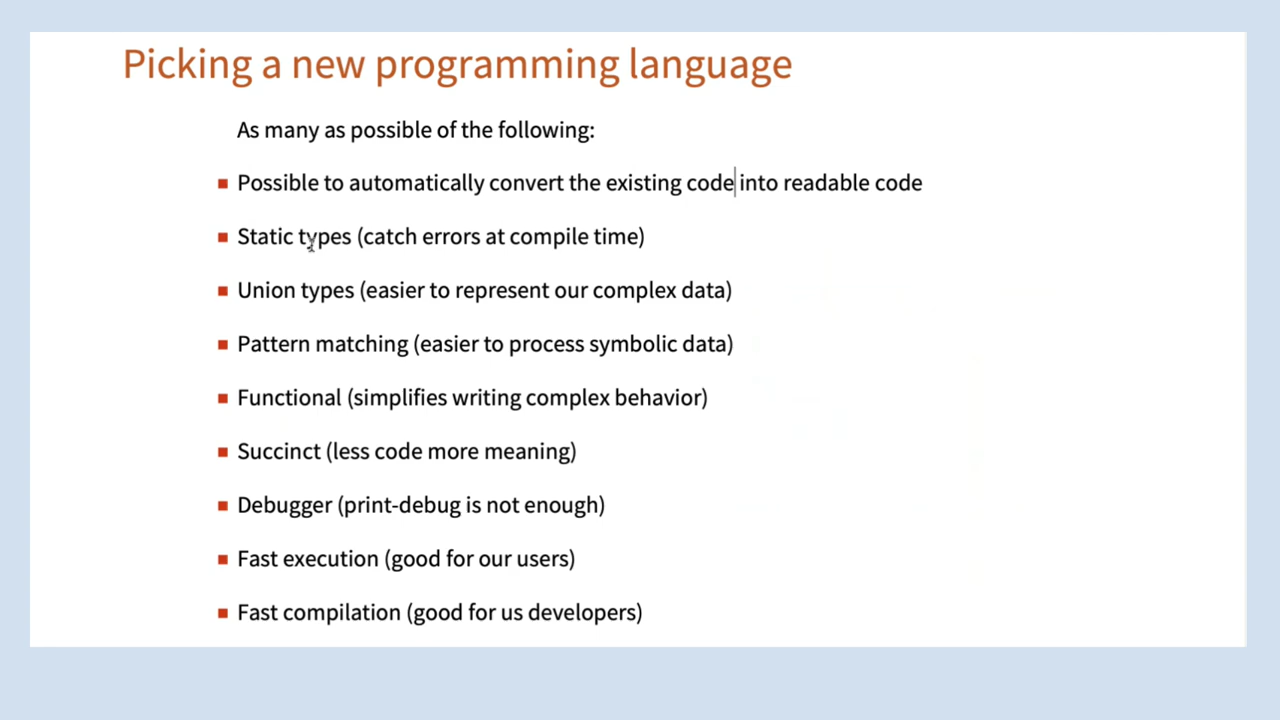 Picking a new programming language
As many as possible of the following:
Possible to automatically convert the existing code into readable code
Static types (catch errors at compile time)
Union types (easier to represent our complex data)
Pattern matching (easier to process symbolic data)
Functional (simplifies writing complex behavior)
Succinct (less code more meaning)
Debugger (print-debug is not enough)
Fast execution (good for our users)
Fast compilation (good for us developers)